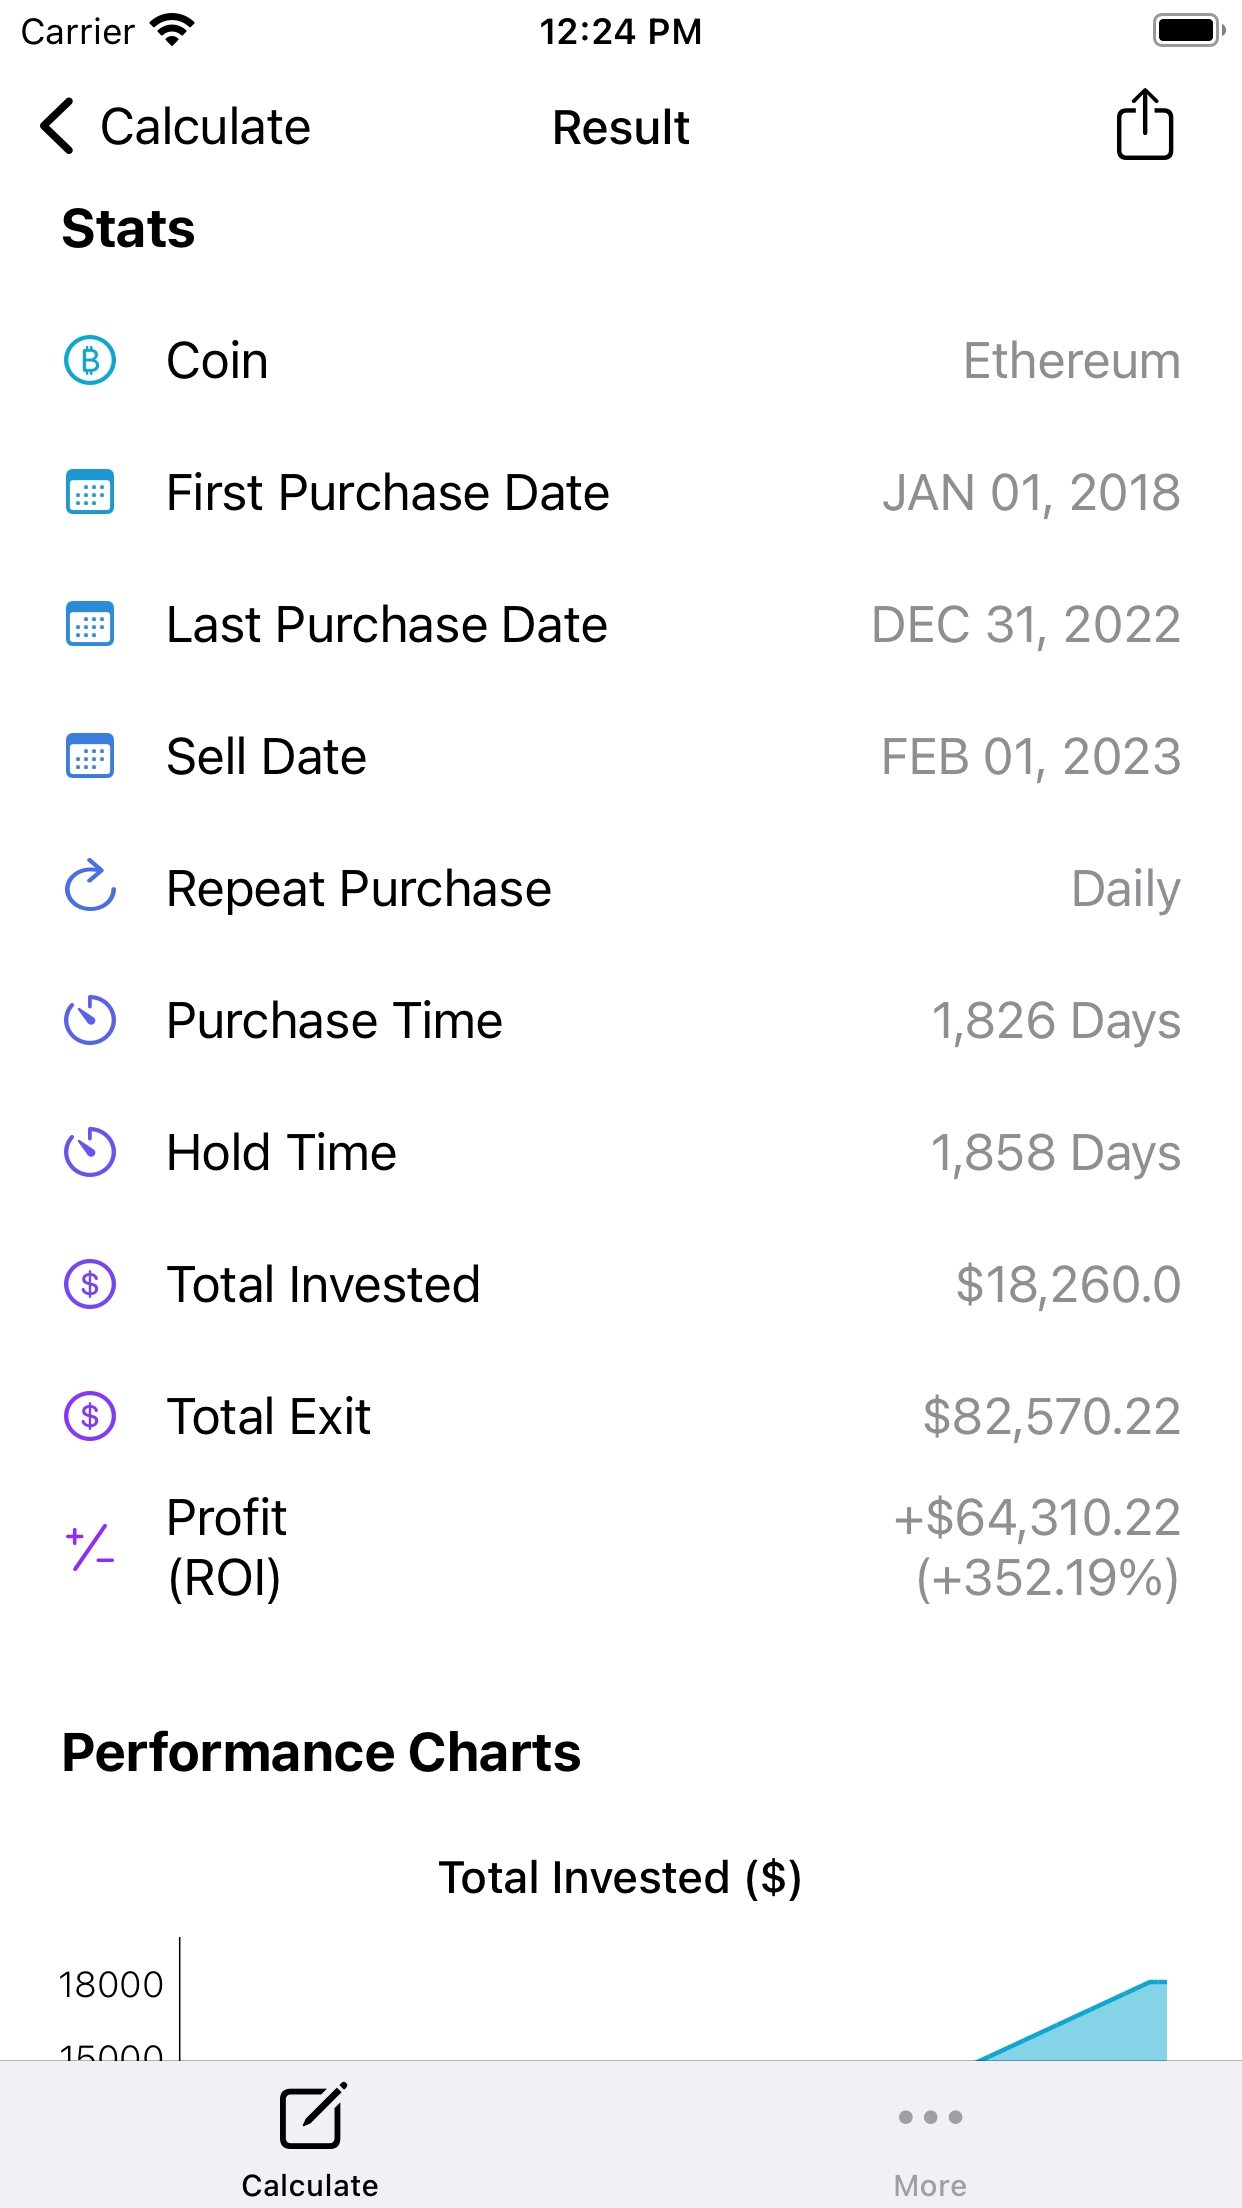 Carrier 12:24 PM
Calculate Result
Stats
Coin Ethereum
First Purchase Date JAN 01, 2018
Last Purchase Date DEC 31, 2022
Sell Date FEB 01, 2023
Repeat Purchase Daily
Purchase Time 1,826 Days
Hold Time 1,858 Days
Total Invested $18,260.0
Total Exit $82,570.22
Profit +$64,310.22
(ROI) (+352.19%)
Performance Charts
Total Invested ($)
18000
15000
Calculate More